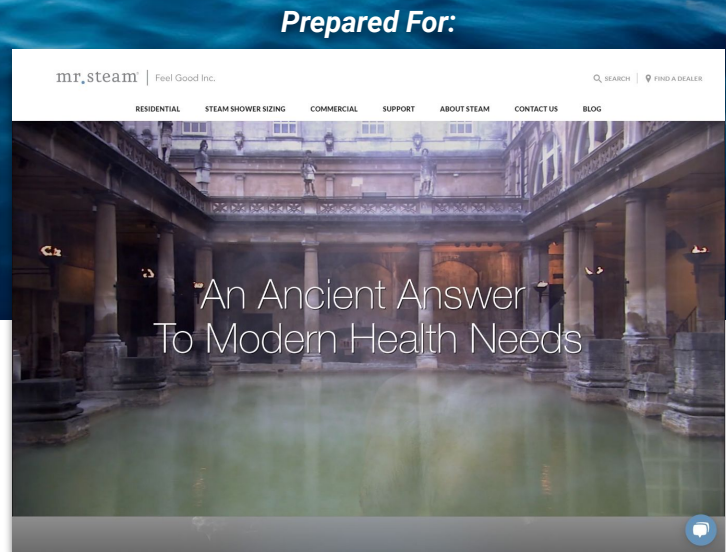 Prepared For:
mr.steam® | Feel Good Inc.
SEARCH | FIND A DEALER
RESIDENTIAL STEAM SHOWER SIZING COMMERCIAL SUPPORT ABOUT STEAM CONTACT US BLOG
An Ancient Answer
To Modern Health Needs